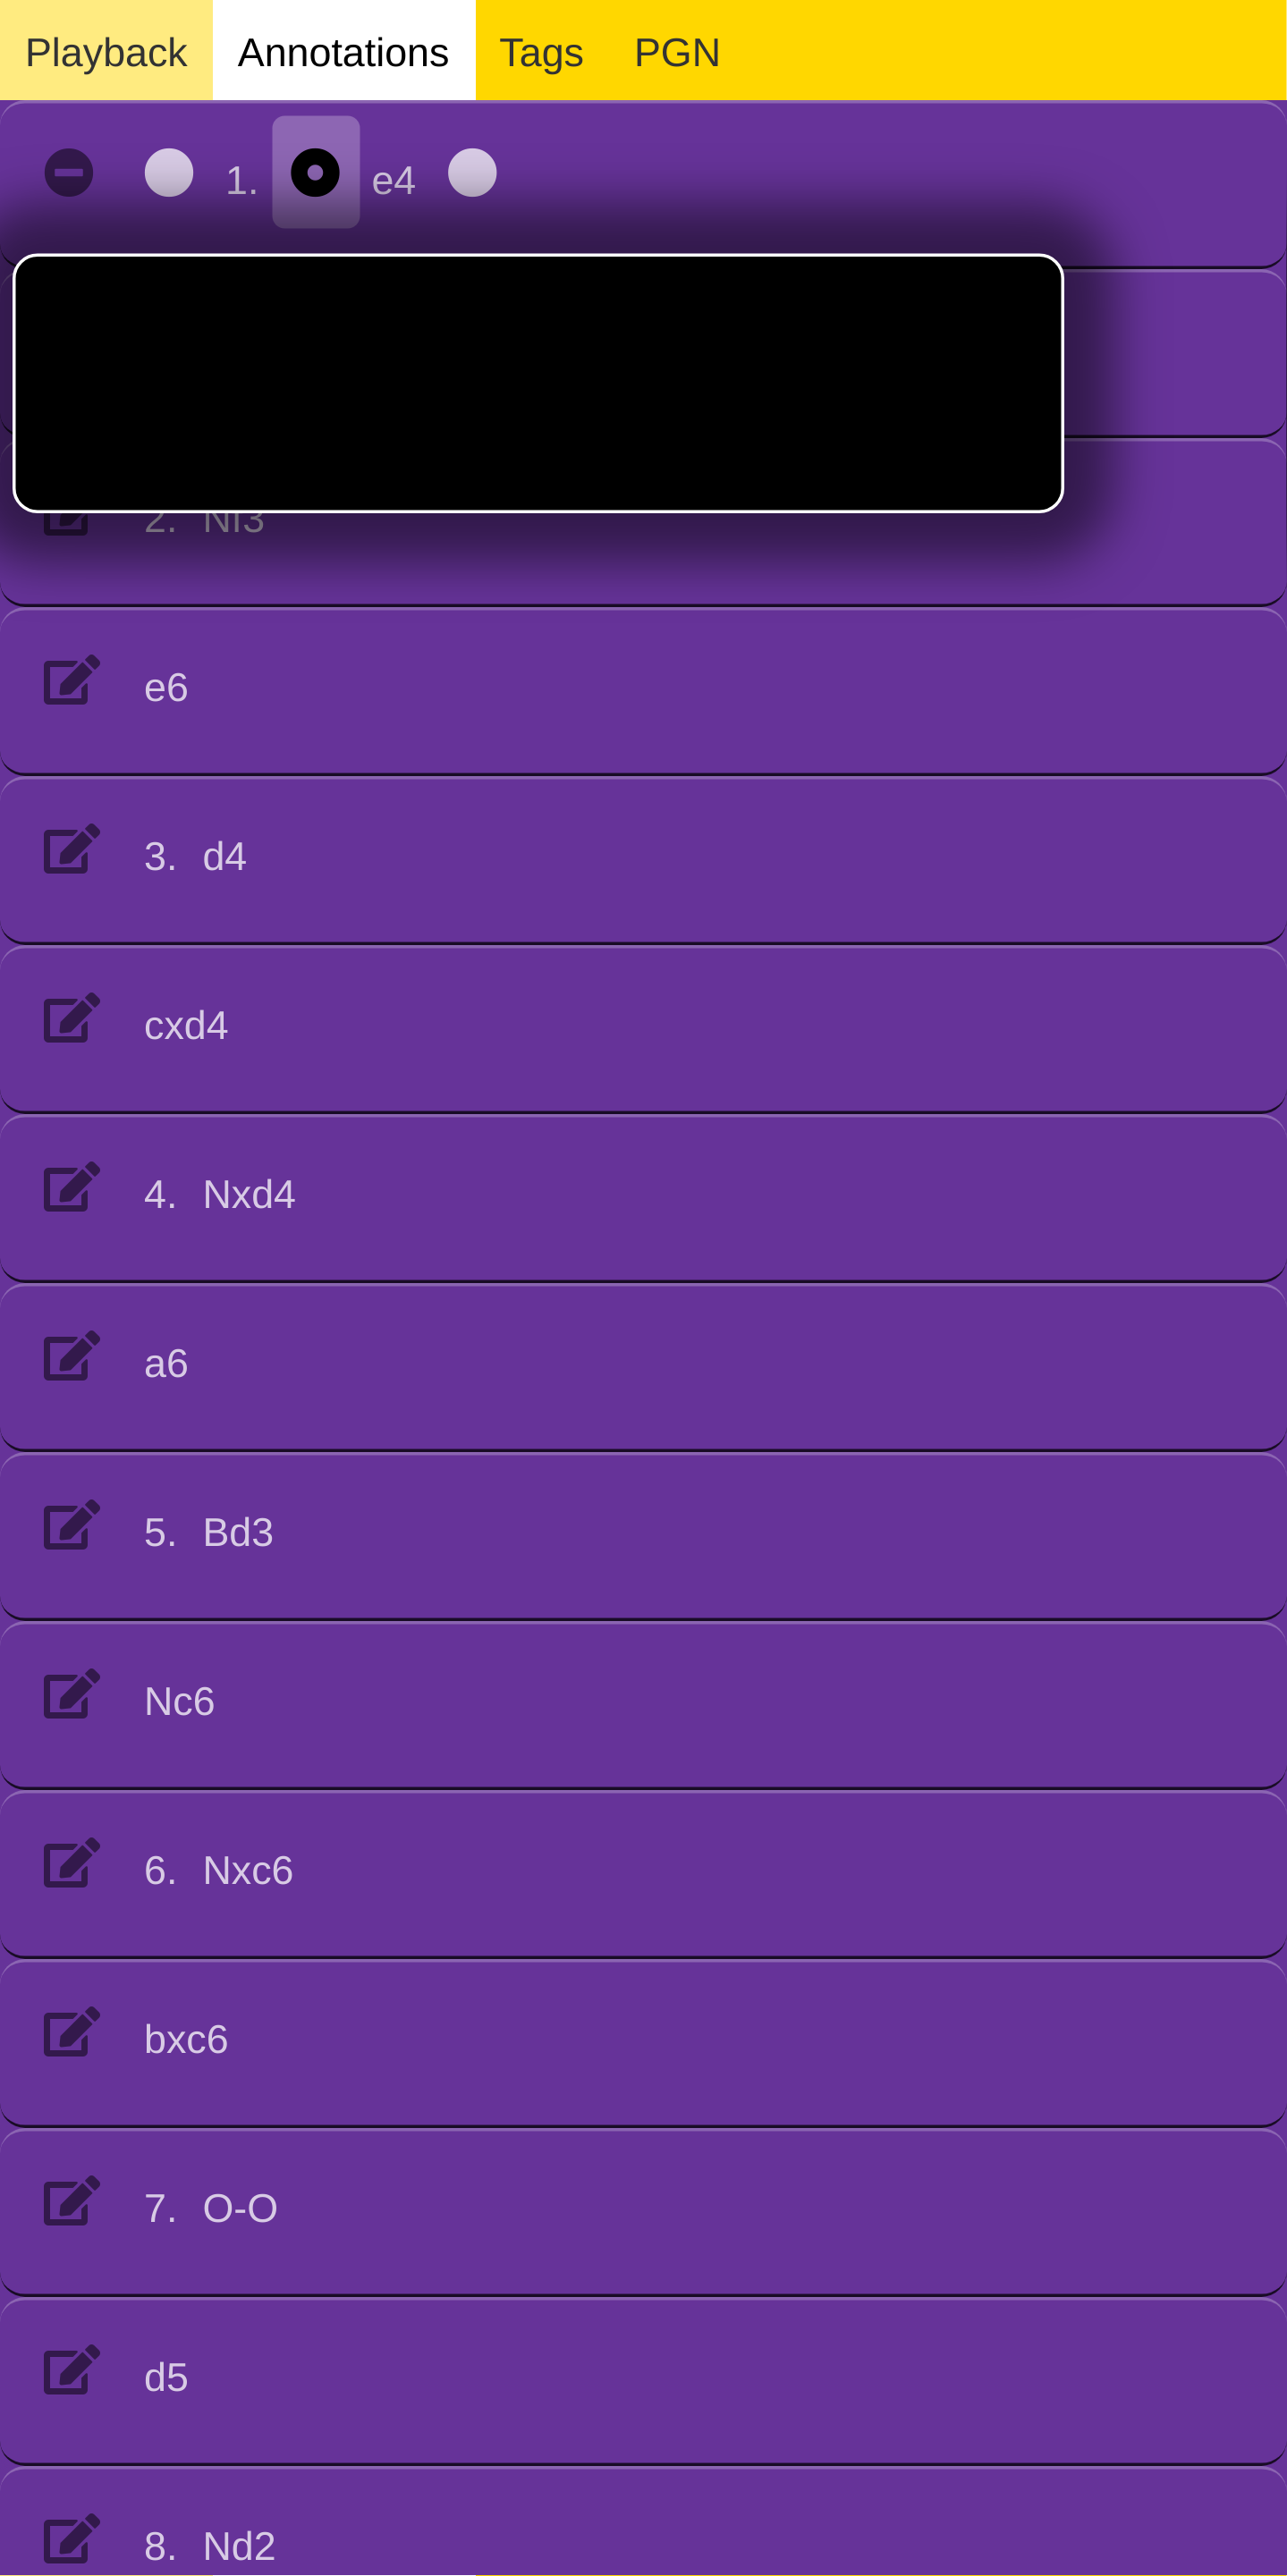 Playback Annotations Tags PGN
1. e4
2. Nf3
e6
3. d4
cxd4
4. Nxd4
a6
5. Bd3
Nc6
6. Nxc6
bxc6
7. O-O
d5
8. Nd2